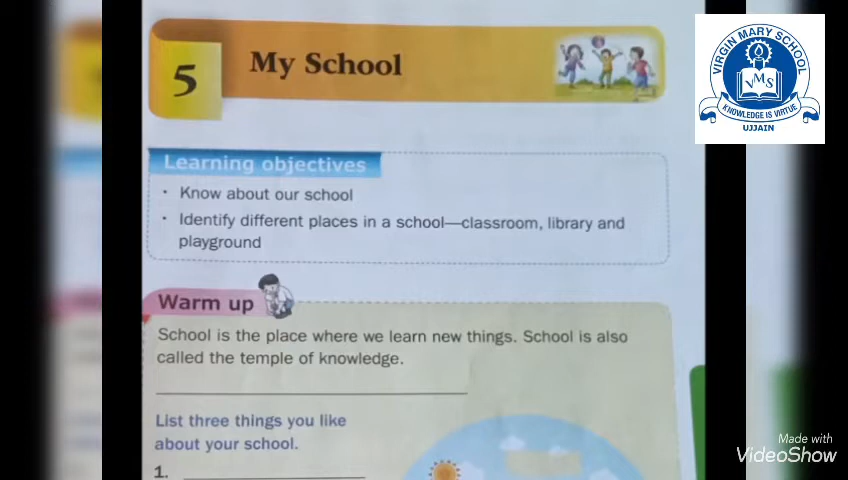 5
My School
Learning objectives
• Know about our school
• Identify different places in a school—classroom, library and
playground
Warm up
School is the place where we learn new things. School is also
called the temple of knowledge.
List three things you like
about your school.
1.
VIRGIN MARY SCHOOL
VMS
KNOWLEDGE IS VIRTUE
UJJAIN
Made with
VideoShow